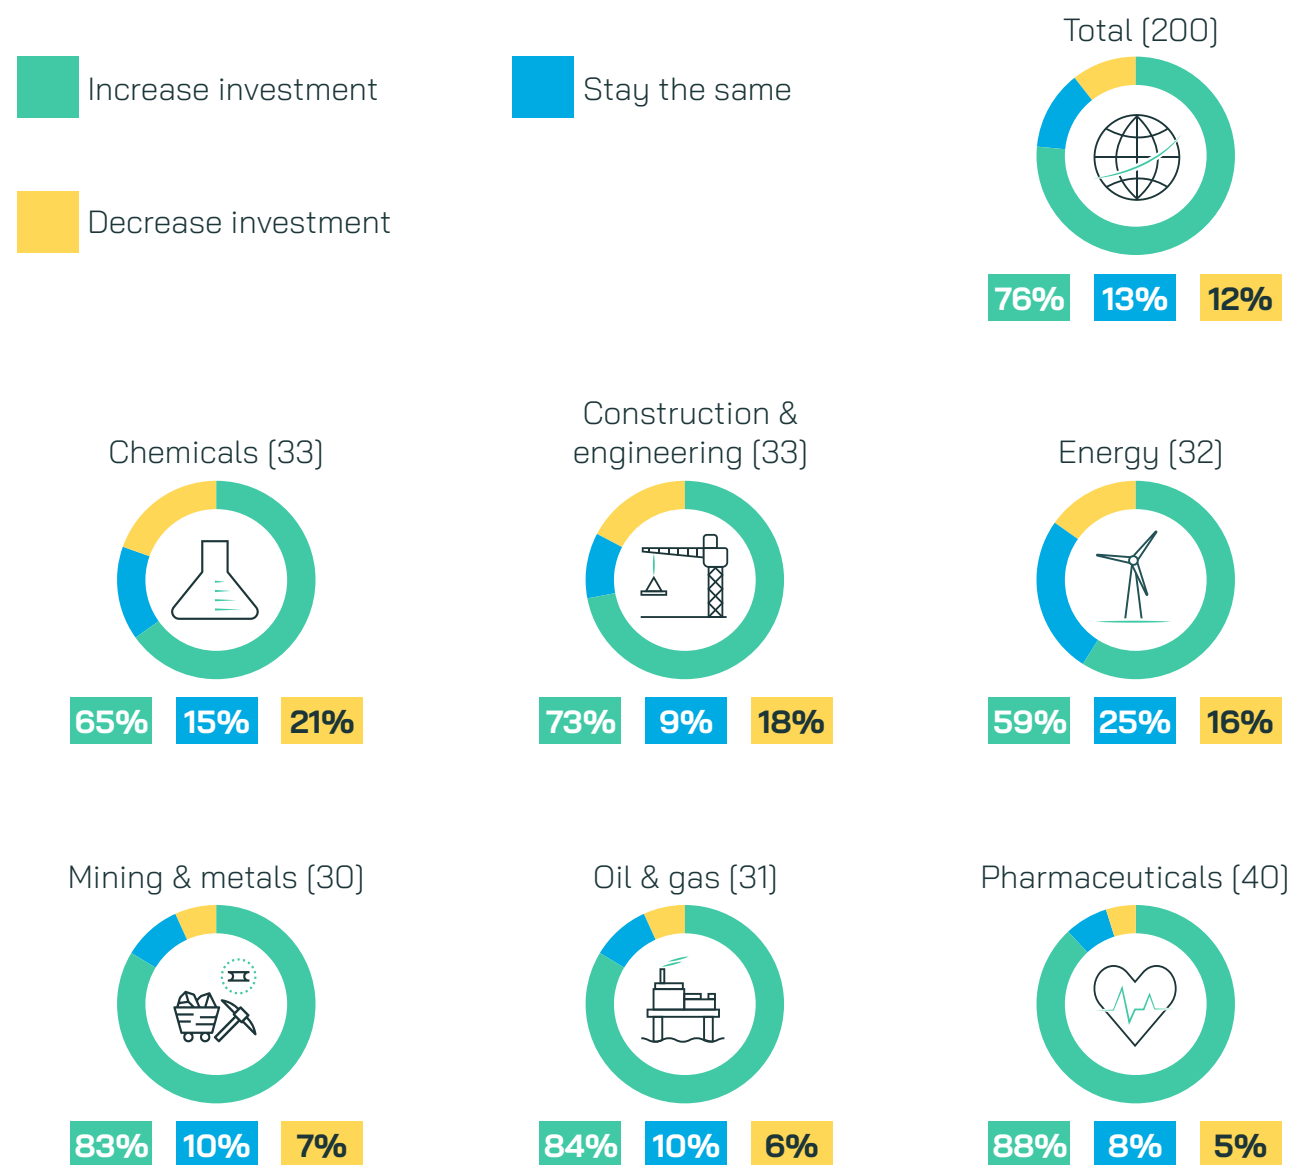 Total (200)
Increase investment
Stay the same
Decrease investment
76% 13% 12%
Chemicals (33)
Construction &
engineering (33)
Energy (32)
65% 15% 21%
73% 9% 18%
59% 25% 16%
Mining & metals (30)
Oil & gas (31)
Pharmaceuticals (40)
83% 10% 7%
84% 10% 6%
88% 8% 5%